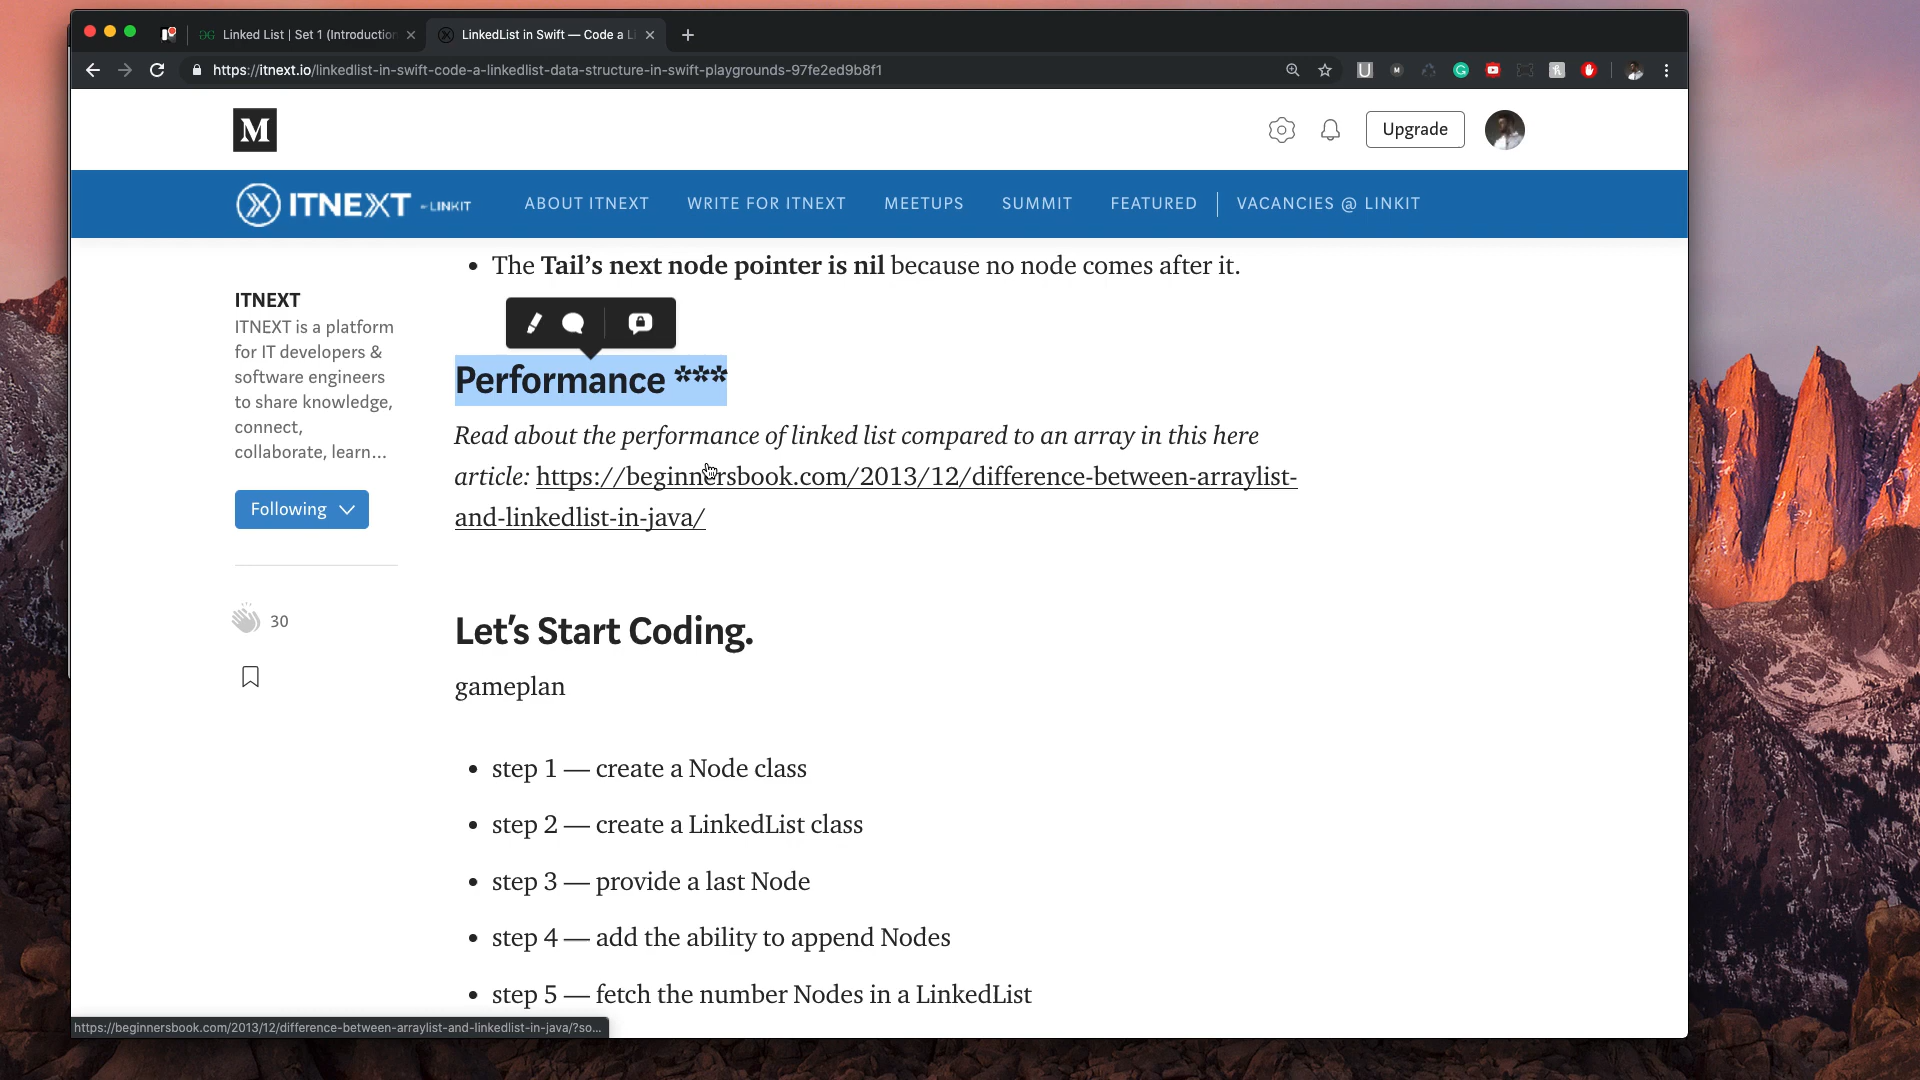 Linked List | Set 1 (Introduction
LinkedList in Swift — Code a Li
https://itnext.io/linkedlist-in-swift-code-a-linkedlist-data-structure-in-swift-playgrounds-97fe2ed9b8f1
M
Upgrade
ITNEXT - LINKIT
ABOUT ITNEXT
WRITE FOR ITNEXT
MEETUPS
SUMMIT
FEATURED
VACANCIES @ LINKIT
• The Tail’s next node pointer is nil because no node comes after it.
ITNEXT
ITNEXT is a platform
for IT developers &
software engineers
to share knowledge,
connect,
collaborate, learn...
Following
30
Performance ***
Read about the performance of linked list compared to an array in this here
article: https://beginnersbook.com/2013/12/difference-between-arraylist-
and-linkedlist-in-java/
Let’s Start Coding.
gameplan
• step 1 — create a Node class
• step 2 — create a LinkedList class
• step 3 — provide a last Node
• step 4 — add the ability to append Nodes
• step 5 — fetch the number Nodes in a LinkedList
https://beginnersbook.com/2013/12/difference-between-arraylist-and-linkedlist-in-java/?so...